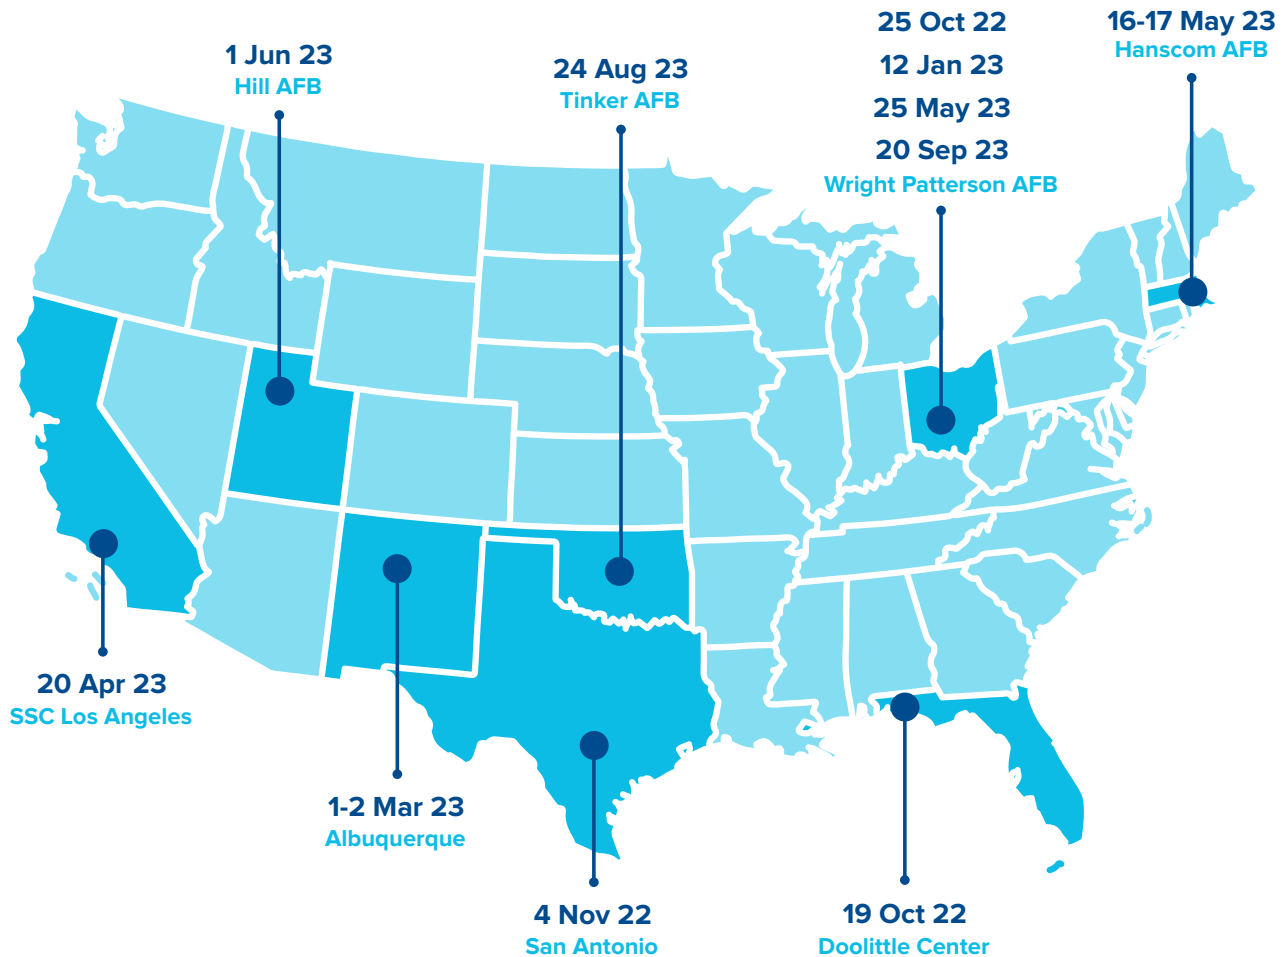 25 Oct 22
12 Jan 23
25 May 23
20 Sep 23
Wright Patterson AFB
16-17 May 23
Hanscom AFB
1 Jun 23
Hill AFB
24 Aug 23
Tinker AFB
20 Apr 23
SSC Los Angeles
1-2 Mar 23
Albuquerque
4 Nov 22
San Antonio
19 Oct 22
Doolittle Center